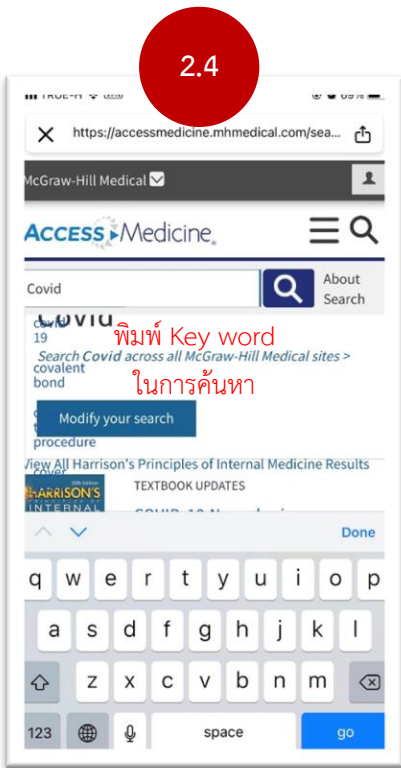 2.4
https://accessmedicine.mhmedical.com/sea...
McGraw-Hill Medical
ACCESS Medicine
Covid
About
Search
covid
19
พิมพ์ Key word
Search Covid across all McGraw-Hill Medical sites >
covalent
bond
ในการค้นหา
Modify your search
procedure
View All Harrison's Principles of Internal Medicine Results
cover
HARRISON'S
INTERNAL
TEXTBOOK UPDATES
Done
q w e r t y u i o p
a s d f g h j k l
z x c v b n m
123 space go